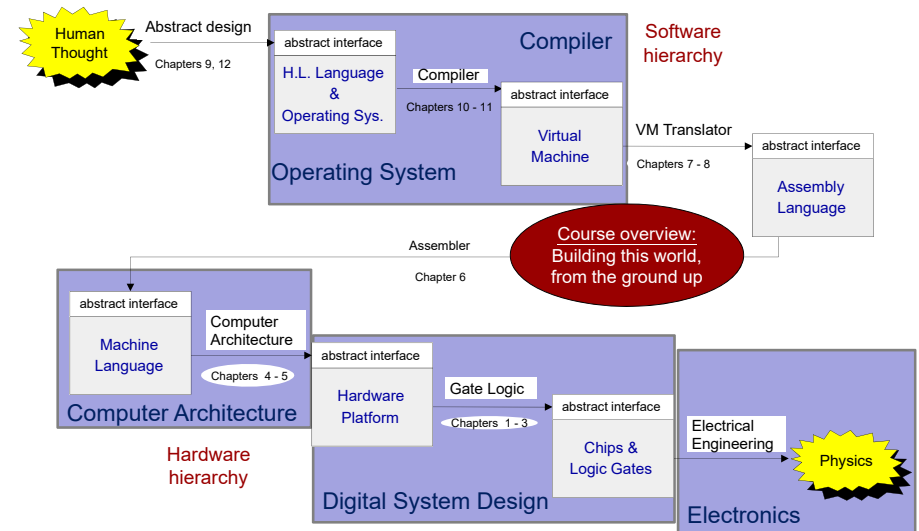 Human
Thought
Abstract design
Chapters 9, 12
abstract interface
H.L. Language
&
Operating Sys.
Compiler
Software
hierarchy
Compiler
Chapters 10 - 11
abstract interface
Virtual
Machine
Operating System
VM Translator
Chapters 7 - 8
abstract interface
Assembly
Language
Course overview:
Building this world,
from the ground up
Assembler
Chapter 6
abstract interface
Machine
Language
Computer
Architecture
Chapters 4 - 5
Computer Architecture
Hardware
hierarchy
abstract interface
Hardware
Platform
Gate Logic
Chapters 1 - 3
abstract interface
Chips &
Logic Gates
Digital System Design
Electrical
Engineering
Physics
Electronics